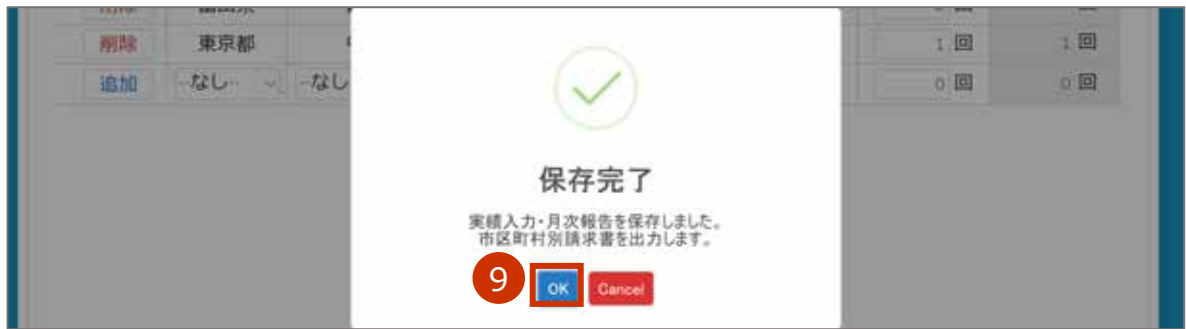 削除 東京都 1 回 1 回
追加 --なし-- --なし 0 回 0 回
保存完了
実績入力・月次報告を保存しました。
市区町村別請求書を出力します。
9 OK Cancel